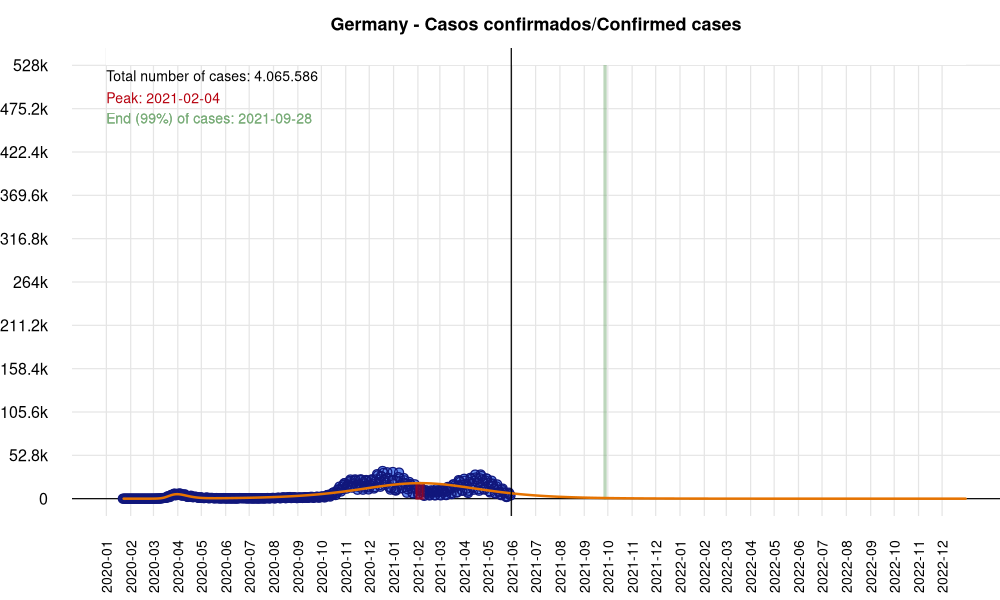 Germany - Casos confirmados/Confirmed cases
Total number of cases: 4.065.586
Peak: 2021-02-04
End (99%) of cases: 2021-09-28
528k
475.2k
422.4k
369.6k
316.8k
264k
211.2k
158.4k
105.6k
52.8k
0
2020-01
2020-02
2020-03
2020-04
2020-05
2020-06
2020-07
2020-08
2020-09
2020-10
2020-11
2020-12
2021-01
2021-02
2021-03
2021-04
2021-05
2021-06
2021-07
2021-08
2021-09
2021-10
2021-11
2021-12
2022-01
2022-02
2022-03
2022-04
2022-05
2022-06
2022-07
2022-08
2022-09
2022-10
2022-11
2022-12